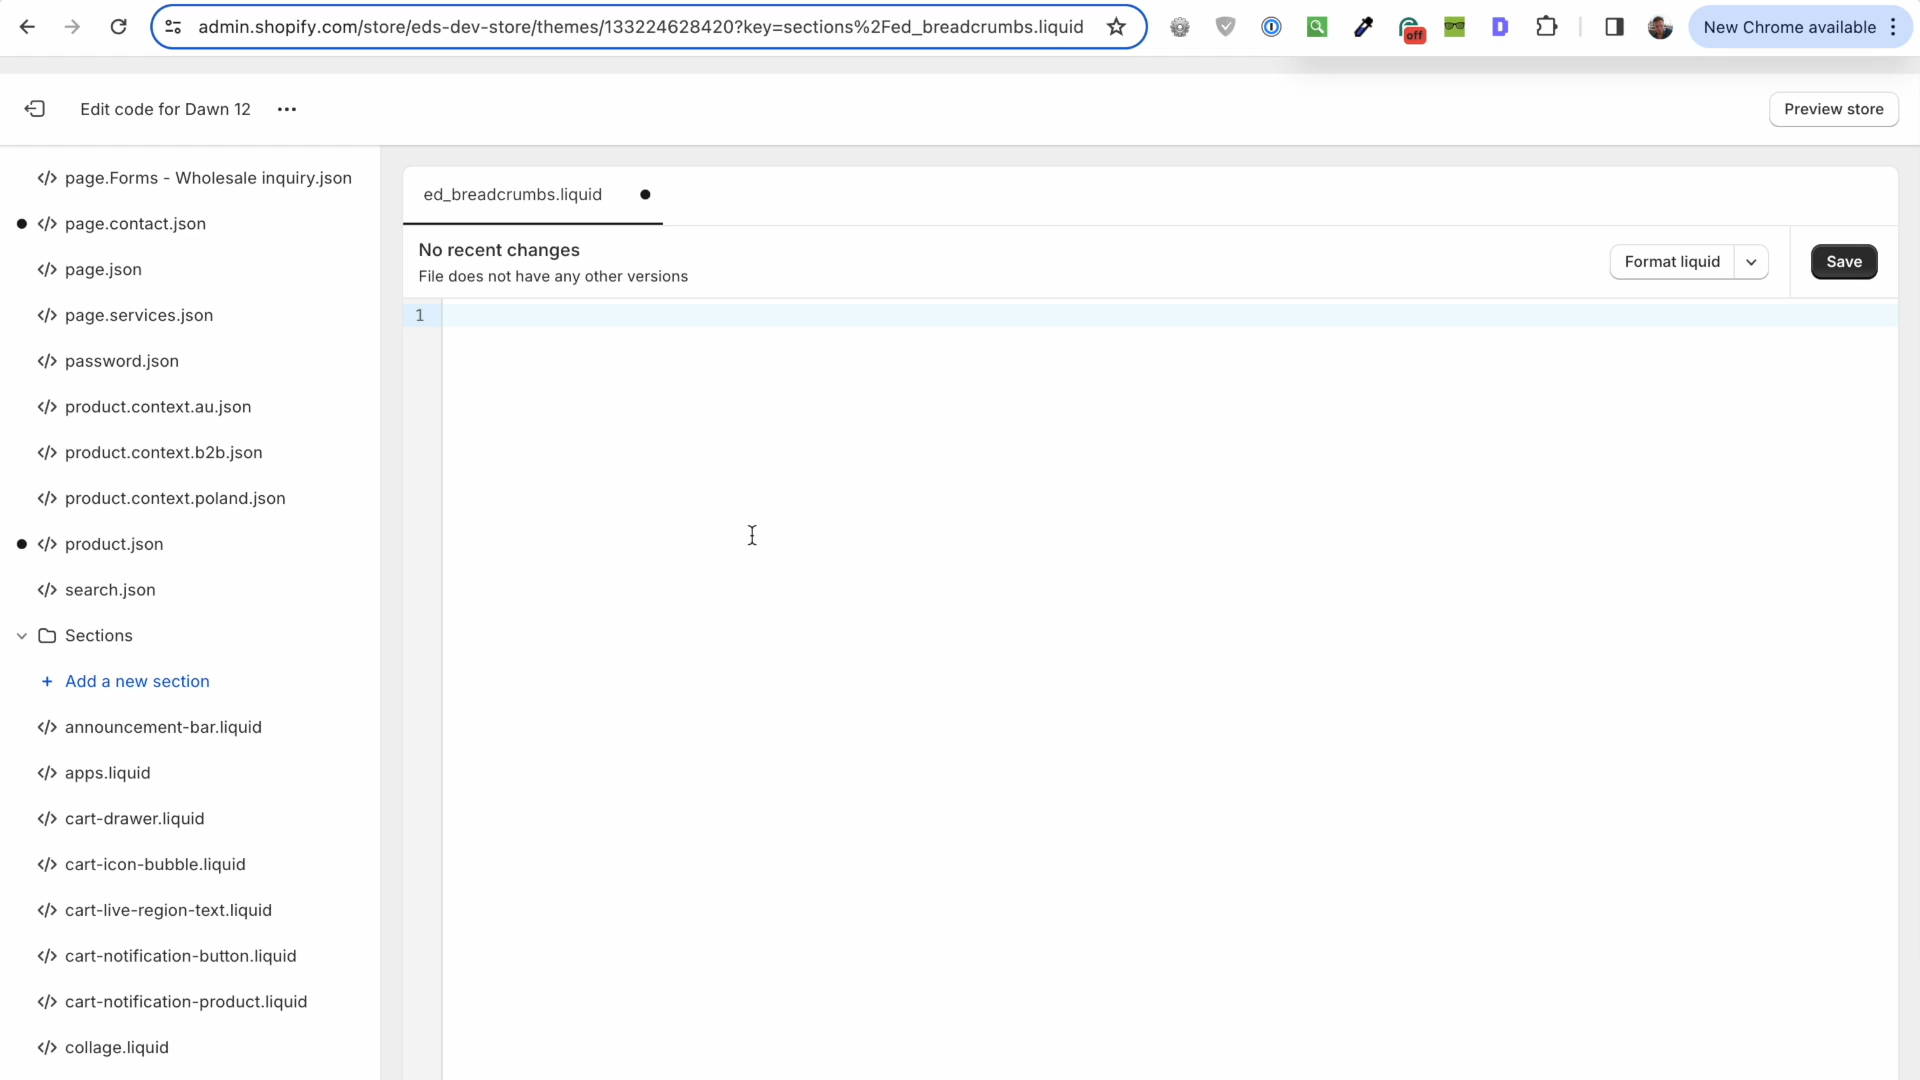 admin.shopify.com/store/eds-dev-store/themes/133224628420?key=sections%2Fed_breadcrumbs.liquid
off
D
New Chrome available
Edit code for Dawn 12
Preview store
page.Forms - Wholesale inquiry.json
page.contact.json
page.json
page.services.json
password.json
product.context.au.json
product.context.b2b.json
product.context.poland.json
product.json
search.json
Sections
+ Add a new section
announcement-bar.liquid
apps.liquid
cart-drawer.liquid
cart-icon-bubble.liquid
cart-live-region-text.liquid
cart-notification-button.liquid
cart-notification-product.liquid
collage.liquid
ed_breadcrumbs.liquid
No recent changes
File does not have any other versions
Format liquid
Save
1